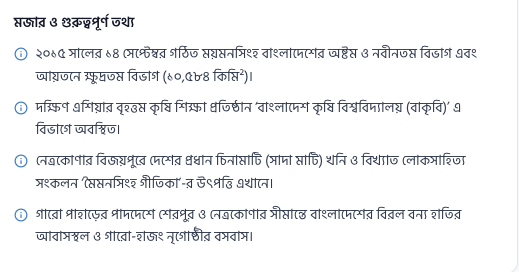 মজার ও গুরুত্বপূর্ণ তথ্য
২০১৫ সালের ১৪ সেপ্টেম্বর গঠিত ময়মনসিংহ বাংলাদেশের অষ্টম ও নবীনতম বিভাগ এবং
আয়তনে ক্ষুদ্রতম বিভাগ (১০,৫৮৪ কিমি²)।
দক্ষিণ এশিয়ার বৃহত্তম কৃষি শিক্ষা প্রতিষ্ঠান 'বাংলাদেশ কৃষি বিশ্ববিদ্যালয় (বাকৃবি)' এ
বিভাগে অবস্থিত।
নেত্রকোণার বিজয়পুরে দেশের প্রধান চিনামাটি (সাদা মাটি) খনি ও বিখ্যাত লোকসাহিত্য
সংকলন 'মৈমনসিংহ গীতিকা'-র উৎপত্তি এখানে।
গারো পাহাড়ের পাদদেশে শেরপুর ও নেত্রকোণার সীমান্তে বাংলাদেশের বিরল বন্য হাতির
আবাসস্থল ও গারো-হাজং নৃগোষ্ঠীর বসবাস।